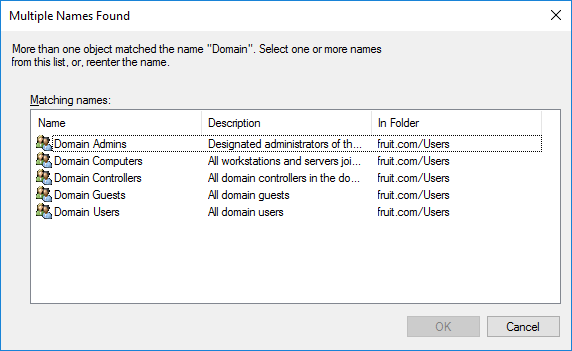 Multiple Names Found
More than one object matched the name "Domain". Select one or more names
from this list, or, reenter the name.
Matching names:
Name Description In Folder
Domain Admins Designated administrators of th... fruit.com/Users
Domain Computers All workstations and servers joi... fruit.com/Users
Domain Controllers All domain controllers in the do... fruit.com/Users
Domain Guests All domain guests fruit.com/Users
Domain Users All domain users fruit.com/Users
OK Cancel